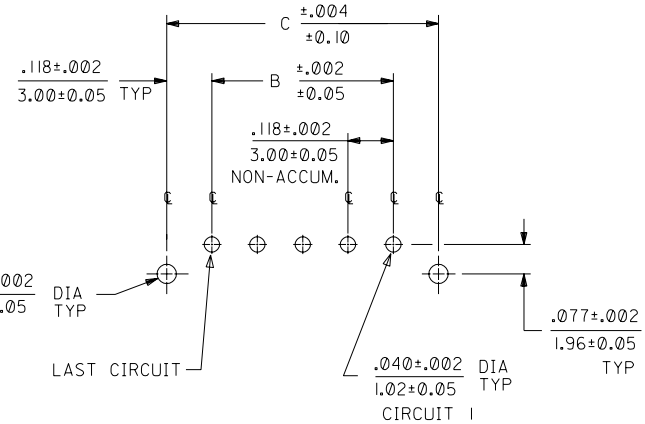 C ±.004
±0.10
.118±.002
3.00±0.05 TYP
B ±.002
±0.05
.118±.002
3.00±0.05
NON-ACCUM.
℄ ℄ ℄ ℄ ℄
002 DIA
.05 TYP
LAST CIRCUIT
.040±.002 DIA
1.02±0.05 TYP
CIRCUIT 1
.077±.002
1.96±0.05
TYP